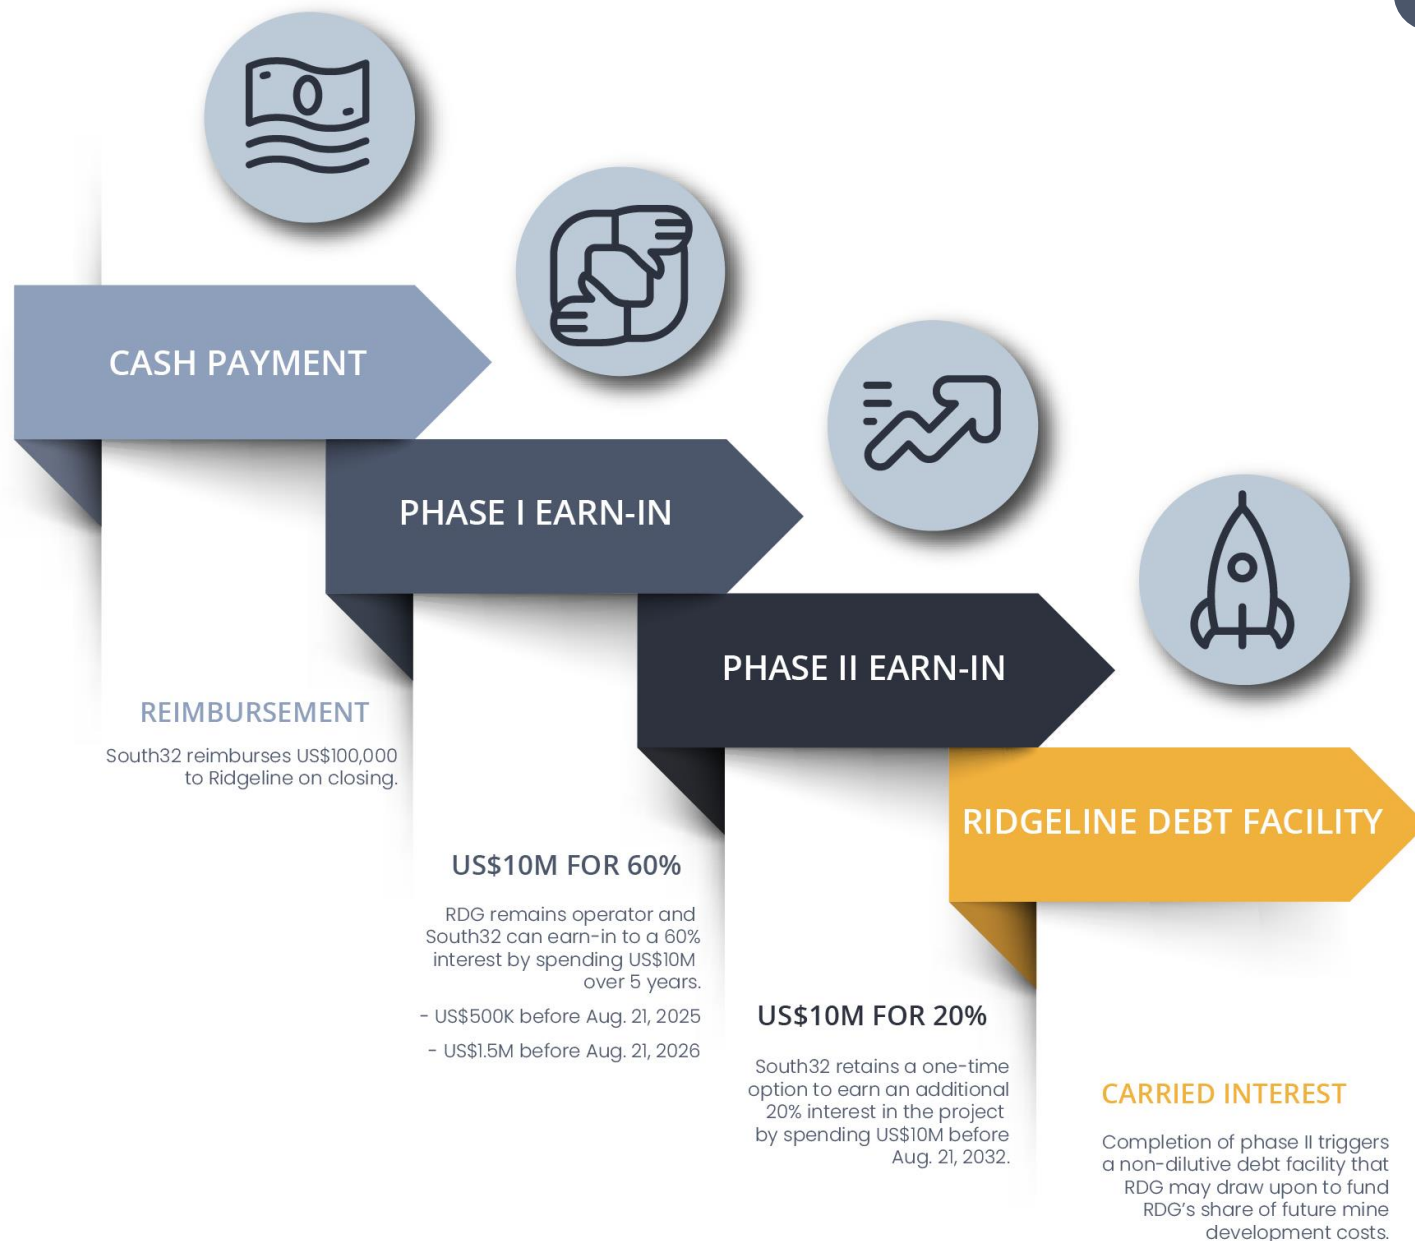 CASH PAYMENT
REIMBURSEMENT
South32 reimburses US$100,000
to Ridgeline on closing.
PHASE I EARN-IN
US$10M FOR 60%
RDG remains operator and
South32 can earn-in to a 60%
interest by spending US$10M
over 5 years.
- US$500K before Aug. 21, 2025
- US$1.5M before Aug. 21, 2026
PHASE II EARN-IN
US$10M FOR 20%
South32 retains a one-time
option to earn an additional
20% interest in the project
by spending US$10M before
Aug. 21, 2032.
RIDGELINE DEBT FACILITY
CARRIED INTEREST
Completion of phase II triggers
a non-dilutive debt facility that
RDG may draw upon to fund
RDG's share of future mine
development costs.